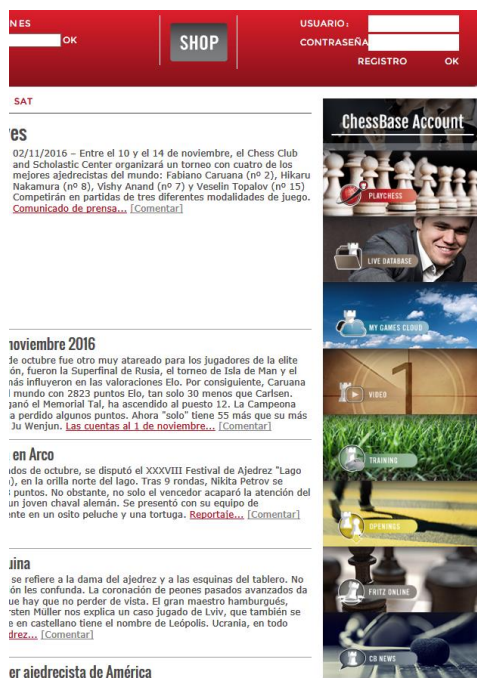 NES
OK
SHOP
USUARIO:
CONTRASEÑA
REGISTRO
OK
SAT
es
02/11/2016 – Entre el 10 y el 14 de noviembre, el Chess Club
and Scholastic Center organizará un torneo con cuatro de los
mejores ajedrecistas del mundo: Fabiano Caruana (nº 2), Hikaru
Nakamura (nº 8), Vishy Anand (nº 7) y Veselin Topalov (nº 15)
Competirán en partidas de tres diferentes modalidades de juego.
Comunicado de prensa... [Comentar]
noviembre 2016
de octubre fue otro muy atareado para los jugadores de la elite
ón, fueron la Superfinal de Rusia, el torneo de Isla de Man y el
más influyeron en las valoraciones Elo. Por consiguiente, Caruana
l mundo con 2823 puntos Elo, tan solo 30 menos que Carlsen.
ganó el Memorial Tal, ha ascendido al puesto 12. La Campeona
a perdido algunos puntos. Ahora "solo" tiene 55 más que su más
Ju Wenjun. Las cuentas al 1 de noviembre... [Comentar]
en Arco
ados de octubre, se disputó el XXXVIII Festival de Ajedrez "Lago
), en la orilla norte del lago. Tras 9 rondas, Nikita Petrov se
puntos. No obstante, no solo el vencedor acaparó la atención del
un joven chaval alemán. Se presentó con su equipo de
ente en un osito peluche y una tortuga. Reportaje... [Comentar]
uina
se refiere a la dama del ajedrez y a las esquinas del tablero. No
ión les confunda. La coronación de peones pasados avanzados da
ue hay que no perder de vista. El gran maestro hamburgués,
rsten Müller nos explica un caso jugado de Lviv, que también se
e en castellano tiene el nombre de Leópolis. Ucrania, en todo
drez... [Comentar]
er ajedrecista de América
ChessBase Account
PLAYCHESS
LIVE DATABASE
MY GAMES CLOUD
VIDEO
TRAINING
OPENINGS
FRITZ ONLINE
CB NEWS